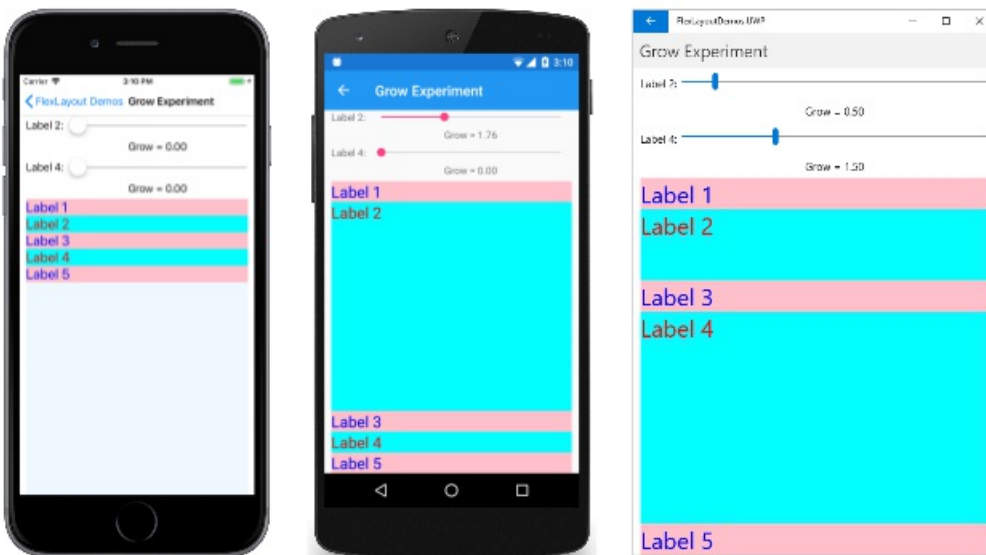 Carrier 3:10 PM
FlexLayout Demos Grow Experiment
Label 2:
Grow = 0.00
Label 4:
Grow = 0.00
Label 1
Label 2
Label 3
Label 4
Label 5
3:10
Grow Experiment
Label 2:
Grow = 1.76
Label 4:
Grow = 0.00
Label 1
Label 2
Label 3
Label 4
Label 5
FlexLayoutDemos.UWP
Grow Experiment
Label 2:
Grow = 0.50
Label 4:
Grow = 1.50
Label 1
Label 2
Label 3
Label 4
Label 5